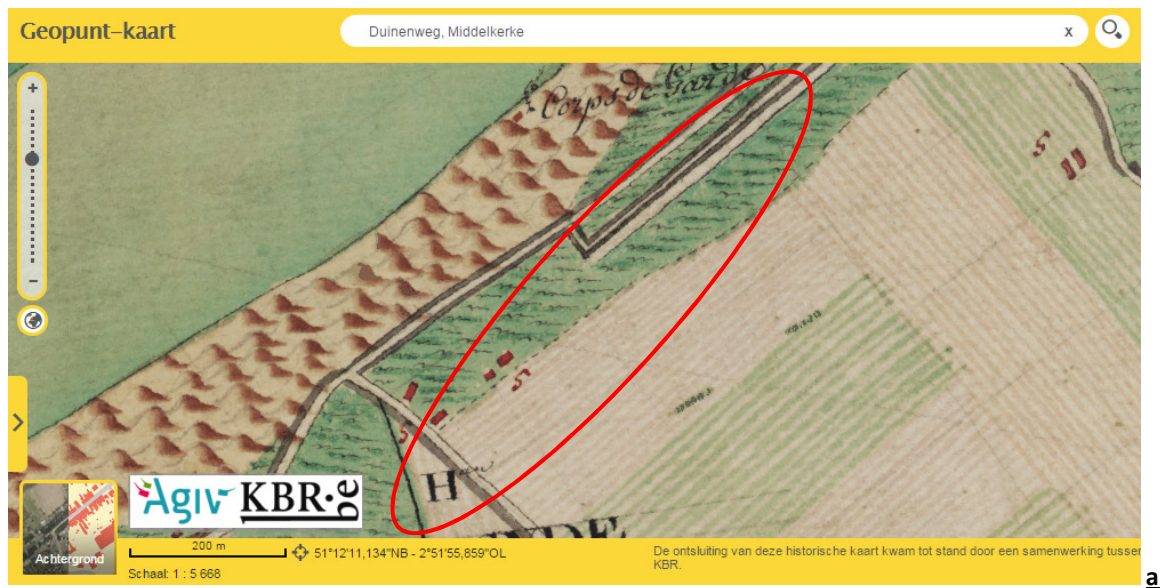 Geopunt-kaart
Duinenweg, Middelkerke
x
les
Corps de garde
+
-
S
S
S
H
Agiv KBR.be
200 m
51°12'11,134"NB - 2°51'55,859"OL
Achtergrond
Schaal: 1 : 5 668
De ontsluiting van deze historische kaart kwam tot stand door een samenwerking tusser
KBR.
a